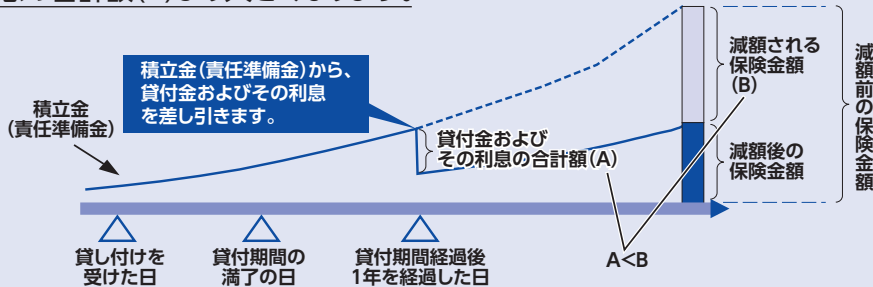 積立金(責任準備金)から、
貸付金およびその利息
を差し引きます。
積立金
(責任準備金)
貸付金および
その利息の合計額(A)
減額される
保険金額
(B)
減額後の
保険金額
減額前の保険金額
A<B
貸し付けを
受けた日
貸付期間の
満了の日
貸付期間経過後
1年を経過した日